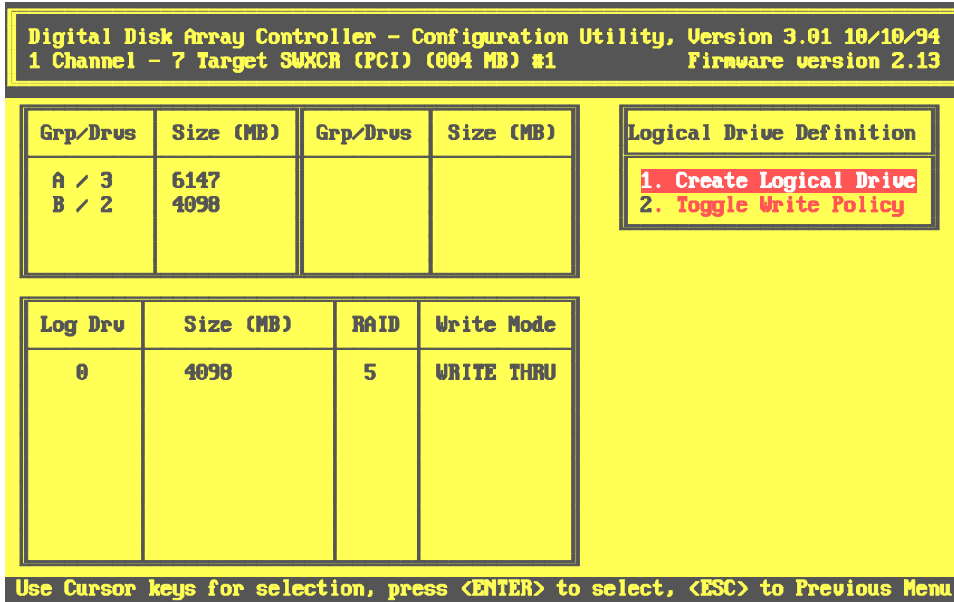 Digital Disk Array Controller - Configuration Utility, Version 3.01 10/10/94
1 Channel - 7 Target SWXCR (PCI) (004 MB) #1 Firmware version 2.13
Grp/Drvs Size (MB) Grp/Drvs Size (MB)
A / 3 6147
B / 2 4098
Logical Drive Definition
1. Create Logical Drive
2. Toggle Write Policy
Log Drv Size (MB) RAID Write Mode
0 4098 5 WRITE THRU
Use Cursor keys for selection, press <ENTER> to select, <ESC> to Previous Menu